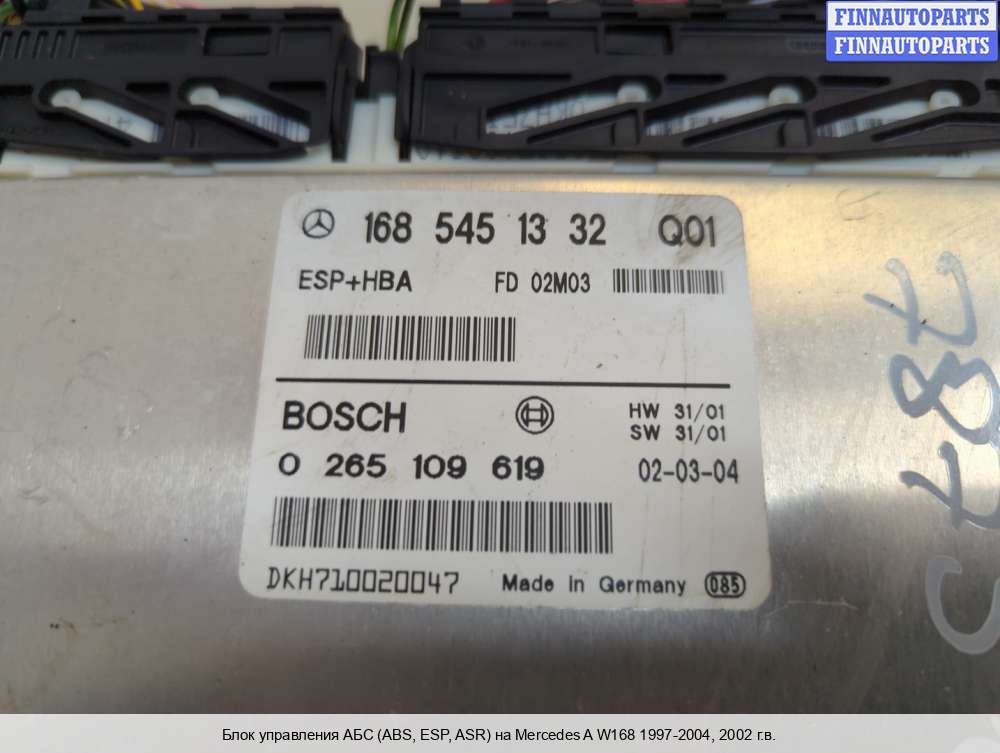 FINNAUTOPARTS
FINNAUTOPARTS
168 545 13 32 Q01
ESP+HBA FD 02M03
BOSCH HW 31/01
SW 31/01
0 265 109 619 02-03-04
DKH710020047 Made in Germany 085
Блок управления АБС (ABS, ESP, ASR) на Mercedes A W168 1997-2004, 2002 г.в.